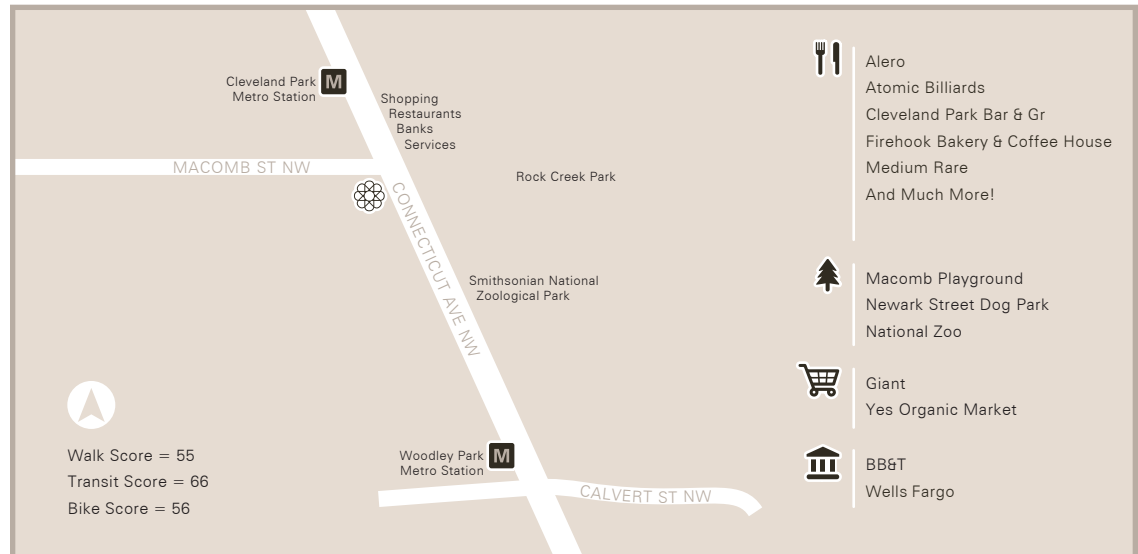 Cleveland Park
Metro Station
M
Shopping
Restaurants
Banks
Services
MACOMB ST NW
Rock Creek Park
CONNECTICUT AVE NW
Smithsonian National
Zoological Park
Woodley Park
Metro Station
M
CALVERT ST NW
Walk Score = 55
Transit Score = 66
Bike Score = 56
Alero
Atomic Billiards
Cleveland Park Bar & Gr
Firehook Bakery & Coffee House
Medium Rare
And Much More!
Macomb Playground
Newark Street Dog Park
National Zoo
Giant
Yes Organic Market
BB&T
Wells Fargo